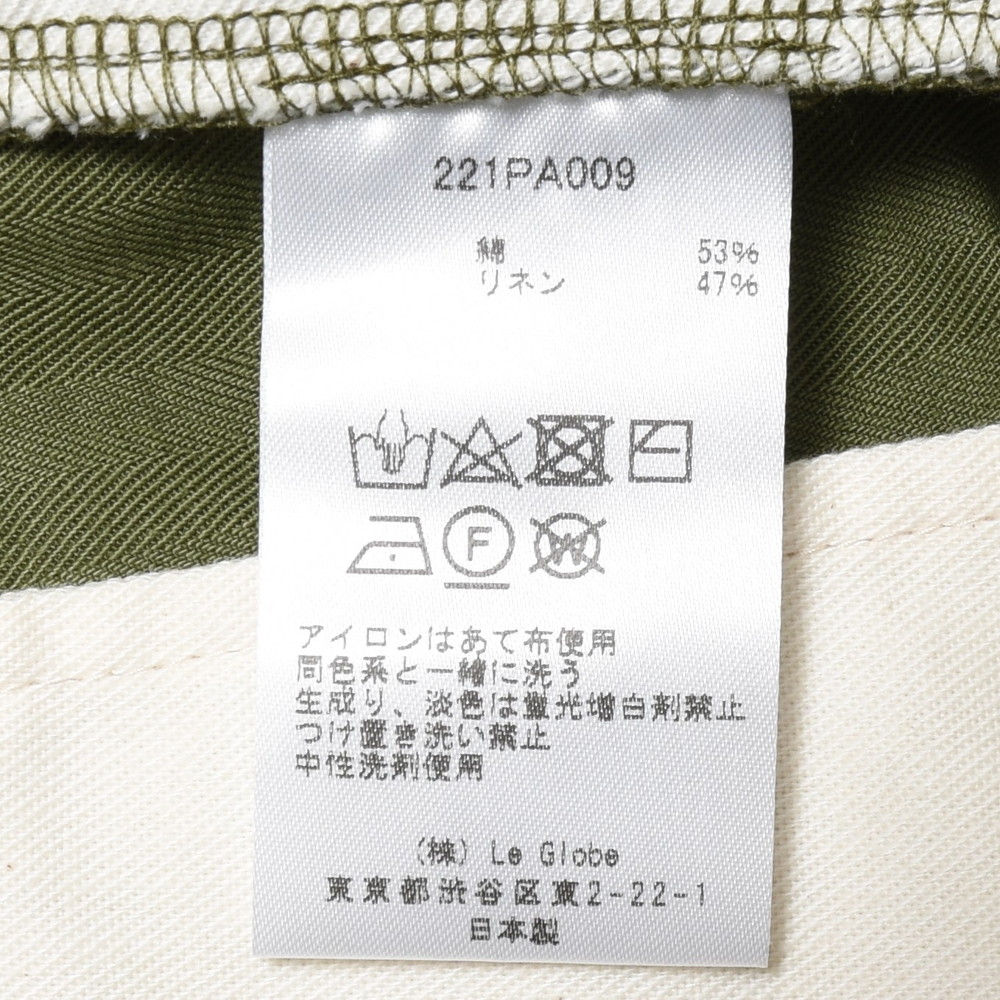 221PA009
綿 53%
リネン 47%
F
W
アイロンはあて布使用
同色系と一緒に洗う
生成り、淡色は蛍光増白剤禁止
つけ置き洗い禁止
中性洗剤使用
(株) Le Globe
東京都渋谷区東2-22-1
日本製